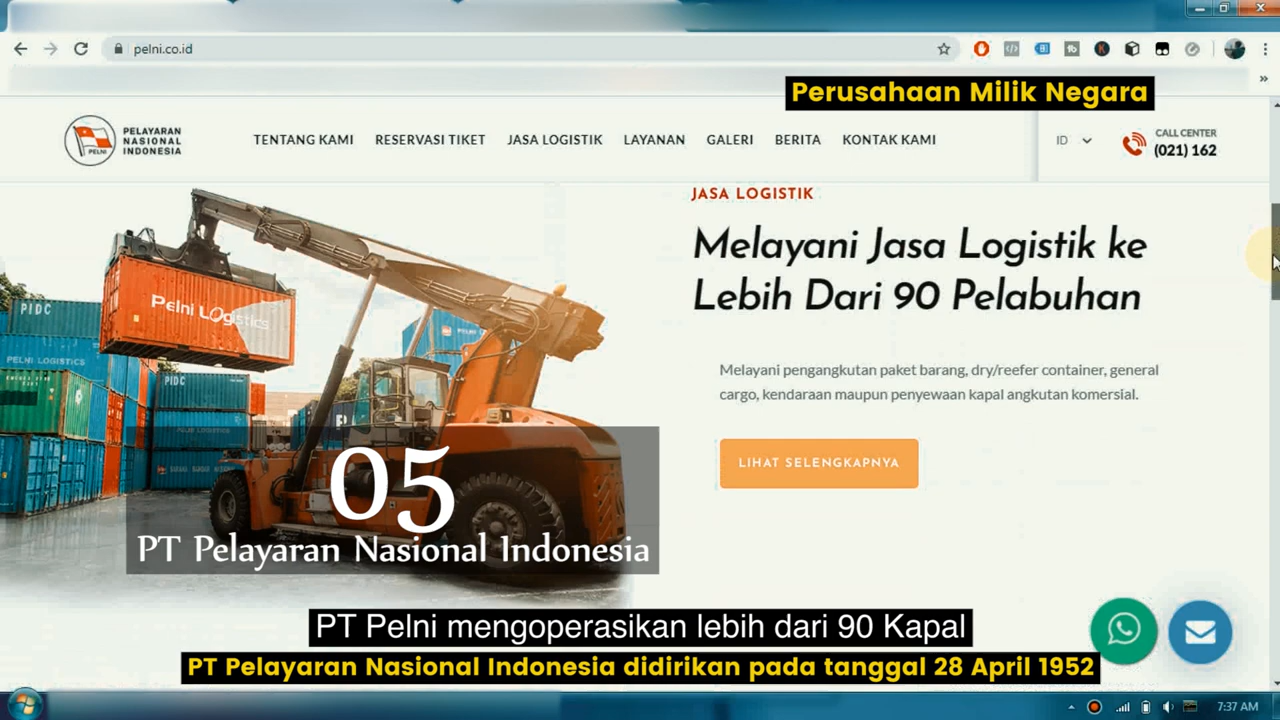 pelni.co.id
Perusahaan Milik Negara
PELAYARAN
NASIONAL
INDONESIA
PELNI
TENTANG KAMI
RESERVASI TIKET
JASA LOGISTIK
LAYANAN
GALERI
BERITA
KONTAK KAMI
ID
CALL CENTER
(021) 162
JASA LOGISTIK
Melayani Jasa Logistik ke
Lebih Dari 90 Pelabuhan
Melayani pengangkutan paket barang, dry/reefer container, general
cargo, kendaraan maupun penyewaan kapal angkutan komersial.
LIHAT SELENGKAPNYA
Pelni Logistics
PIDC
PELNI LOGISTICS
PIDC
05
PT Pelayaran Nasional Indonesia
PT Pelni mengoperasikan lebih dari 90 Kapal
PT Pelayaran Nasional Indonesia didirikan pada tanggal 28 April 1952
7:37 AM